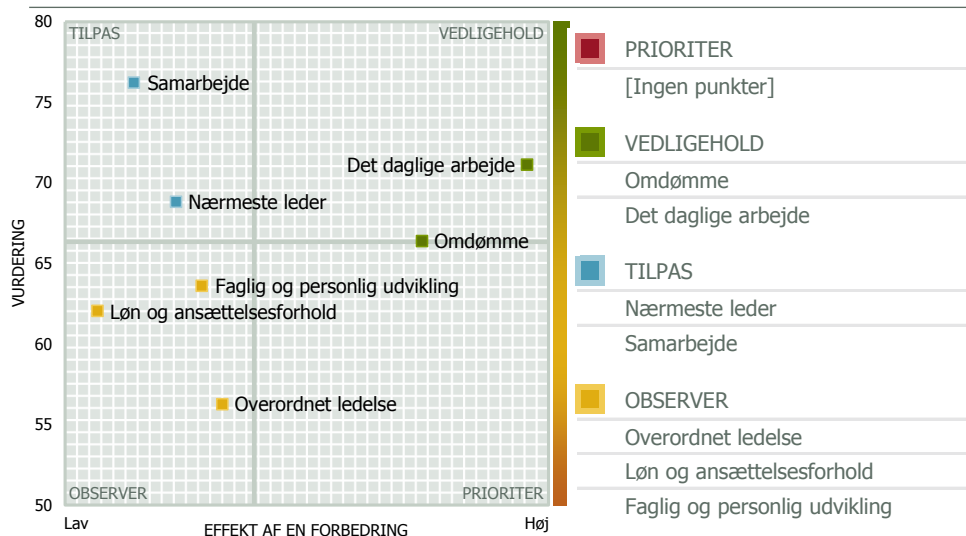 80
TILPAS
VEDLIGEHOLD
Samarbejde
75
Det daglige arbejde
70
Nærmeste leder
Omdømme
65
Faglig og personlig udvikling
Løn og ansættelsesforhold
60
Overordnet ledelse
55
OBSERVER
PRIORITER
50
VURDERING
Lav
EFFEKT AF EN FORBEDRING
Høj
PRIORITER
[Ingen punkter]
VEDLIGEHOLD
Omdømme
Det daglige arbejde
TILPAS
Nærmeste leder
Samarbejde
OBSERVER
Overordnet ledelse
Løn og ansættelsesforhold
Faglig og personlig udvikling